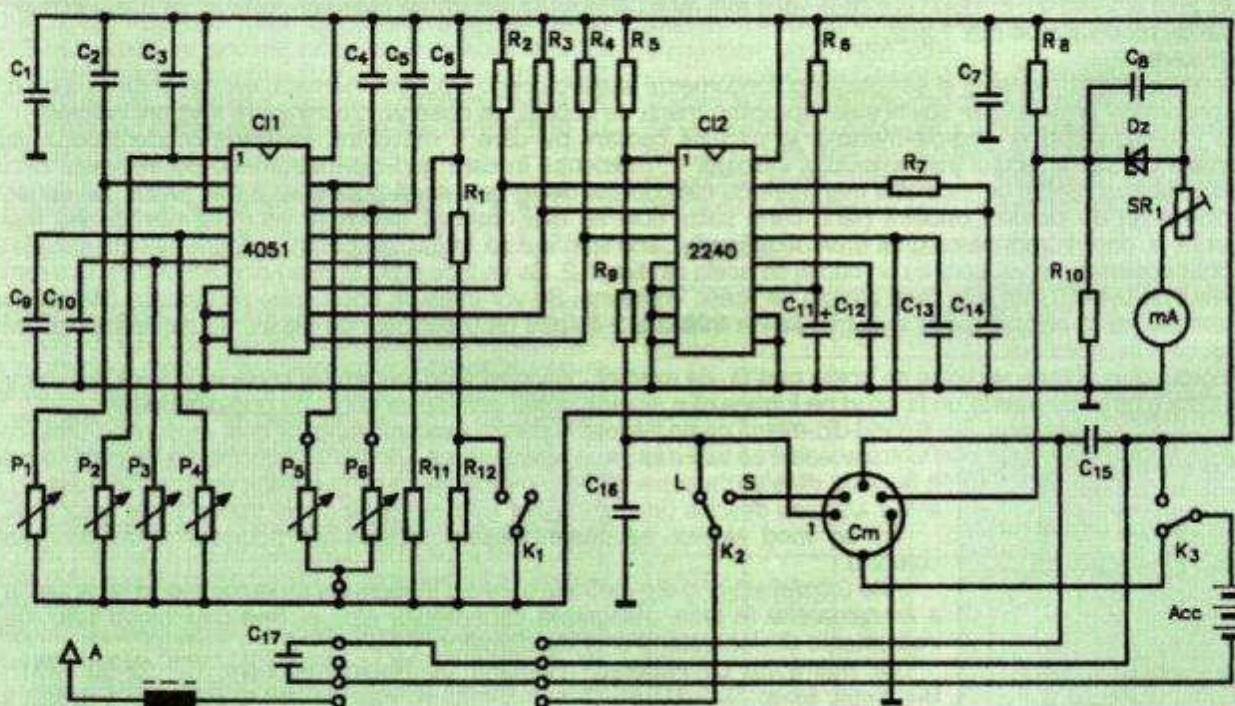 C1
C2
C3
C4
C5
C6
R2
R3
R4
R5
R6
C7
R8
C8
Dz
SR1
CI1
1
4051
R1
CI2
1
2240
R7
R9
R10
mA
C9
C10
C11 +
C12
C13
C14
P1
P2
P3
P4
P5
P6
R11
R12
K1
C16
L
S
K2
1
Cm
C15
K3
Acc
A
C17